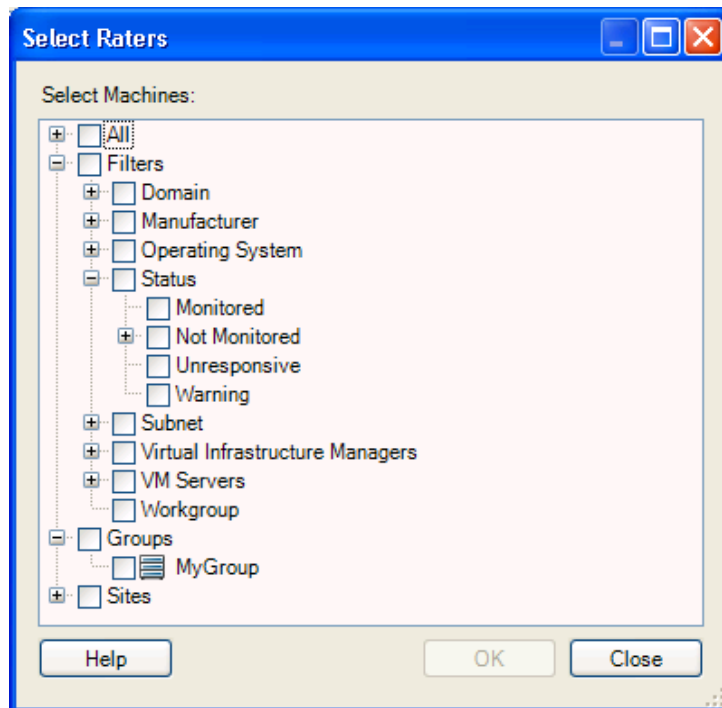 Select Raters
Select Machines:
All
Filters
Domain
Manufacturer
Operating System
Status
Monitored
Not Monitored
Unresponsive
Warning
Subnet
Virtual Infrastructure Managers
VM Servers
Workgroup
Groups
MyGroup
Sites
Help OK Close